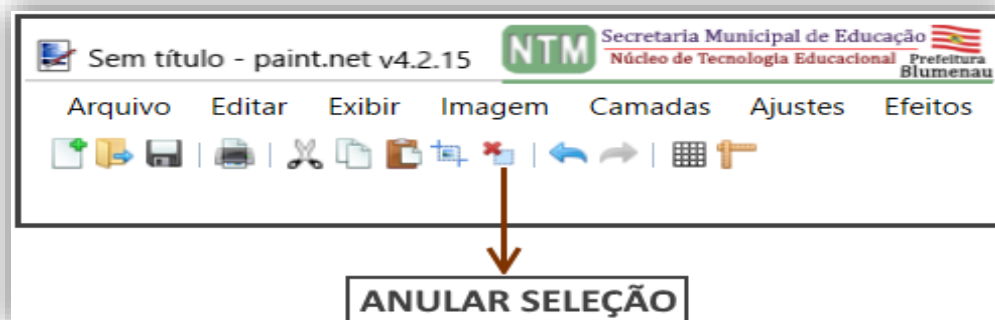 Sem título - paint.net v4.2.15
NTM
Secretaria Municipal de Educação
Núcleo de Tecnologia Educacional
Prefeitura
Blumenau
Arquivo Editar Exibir Imagem Camadas Ajustes Efeitos
ANULAR SELEÇÃO